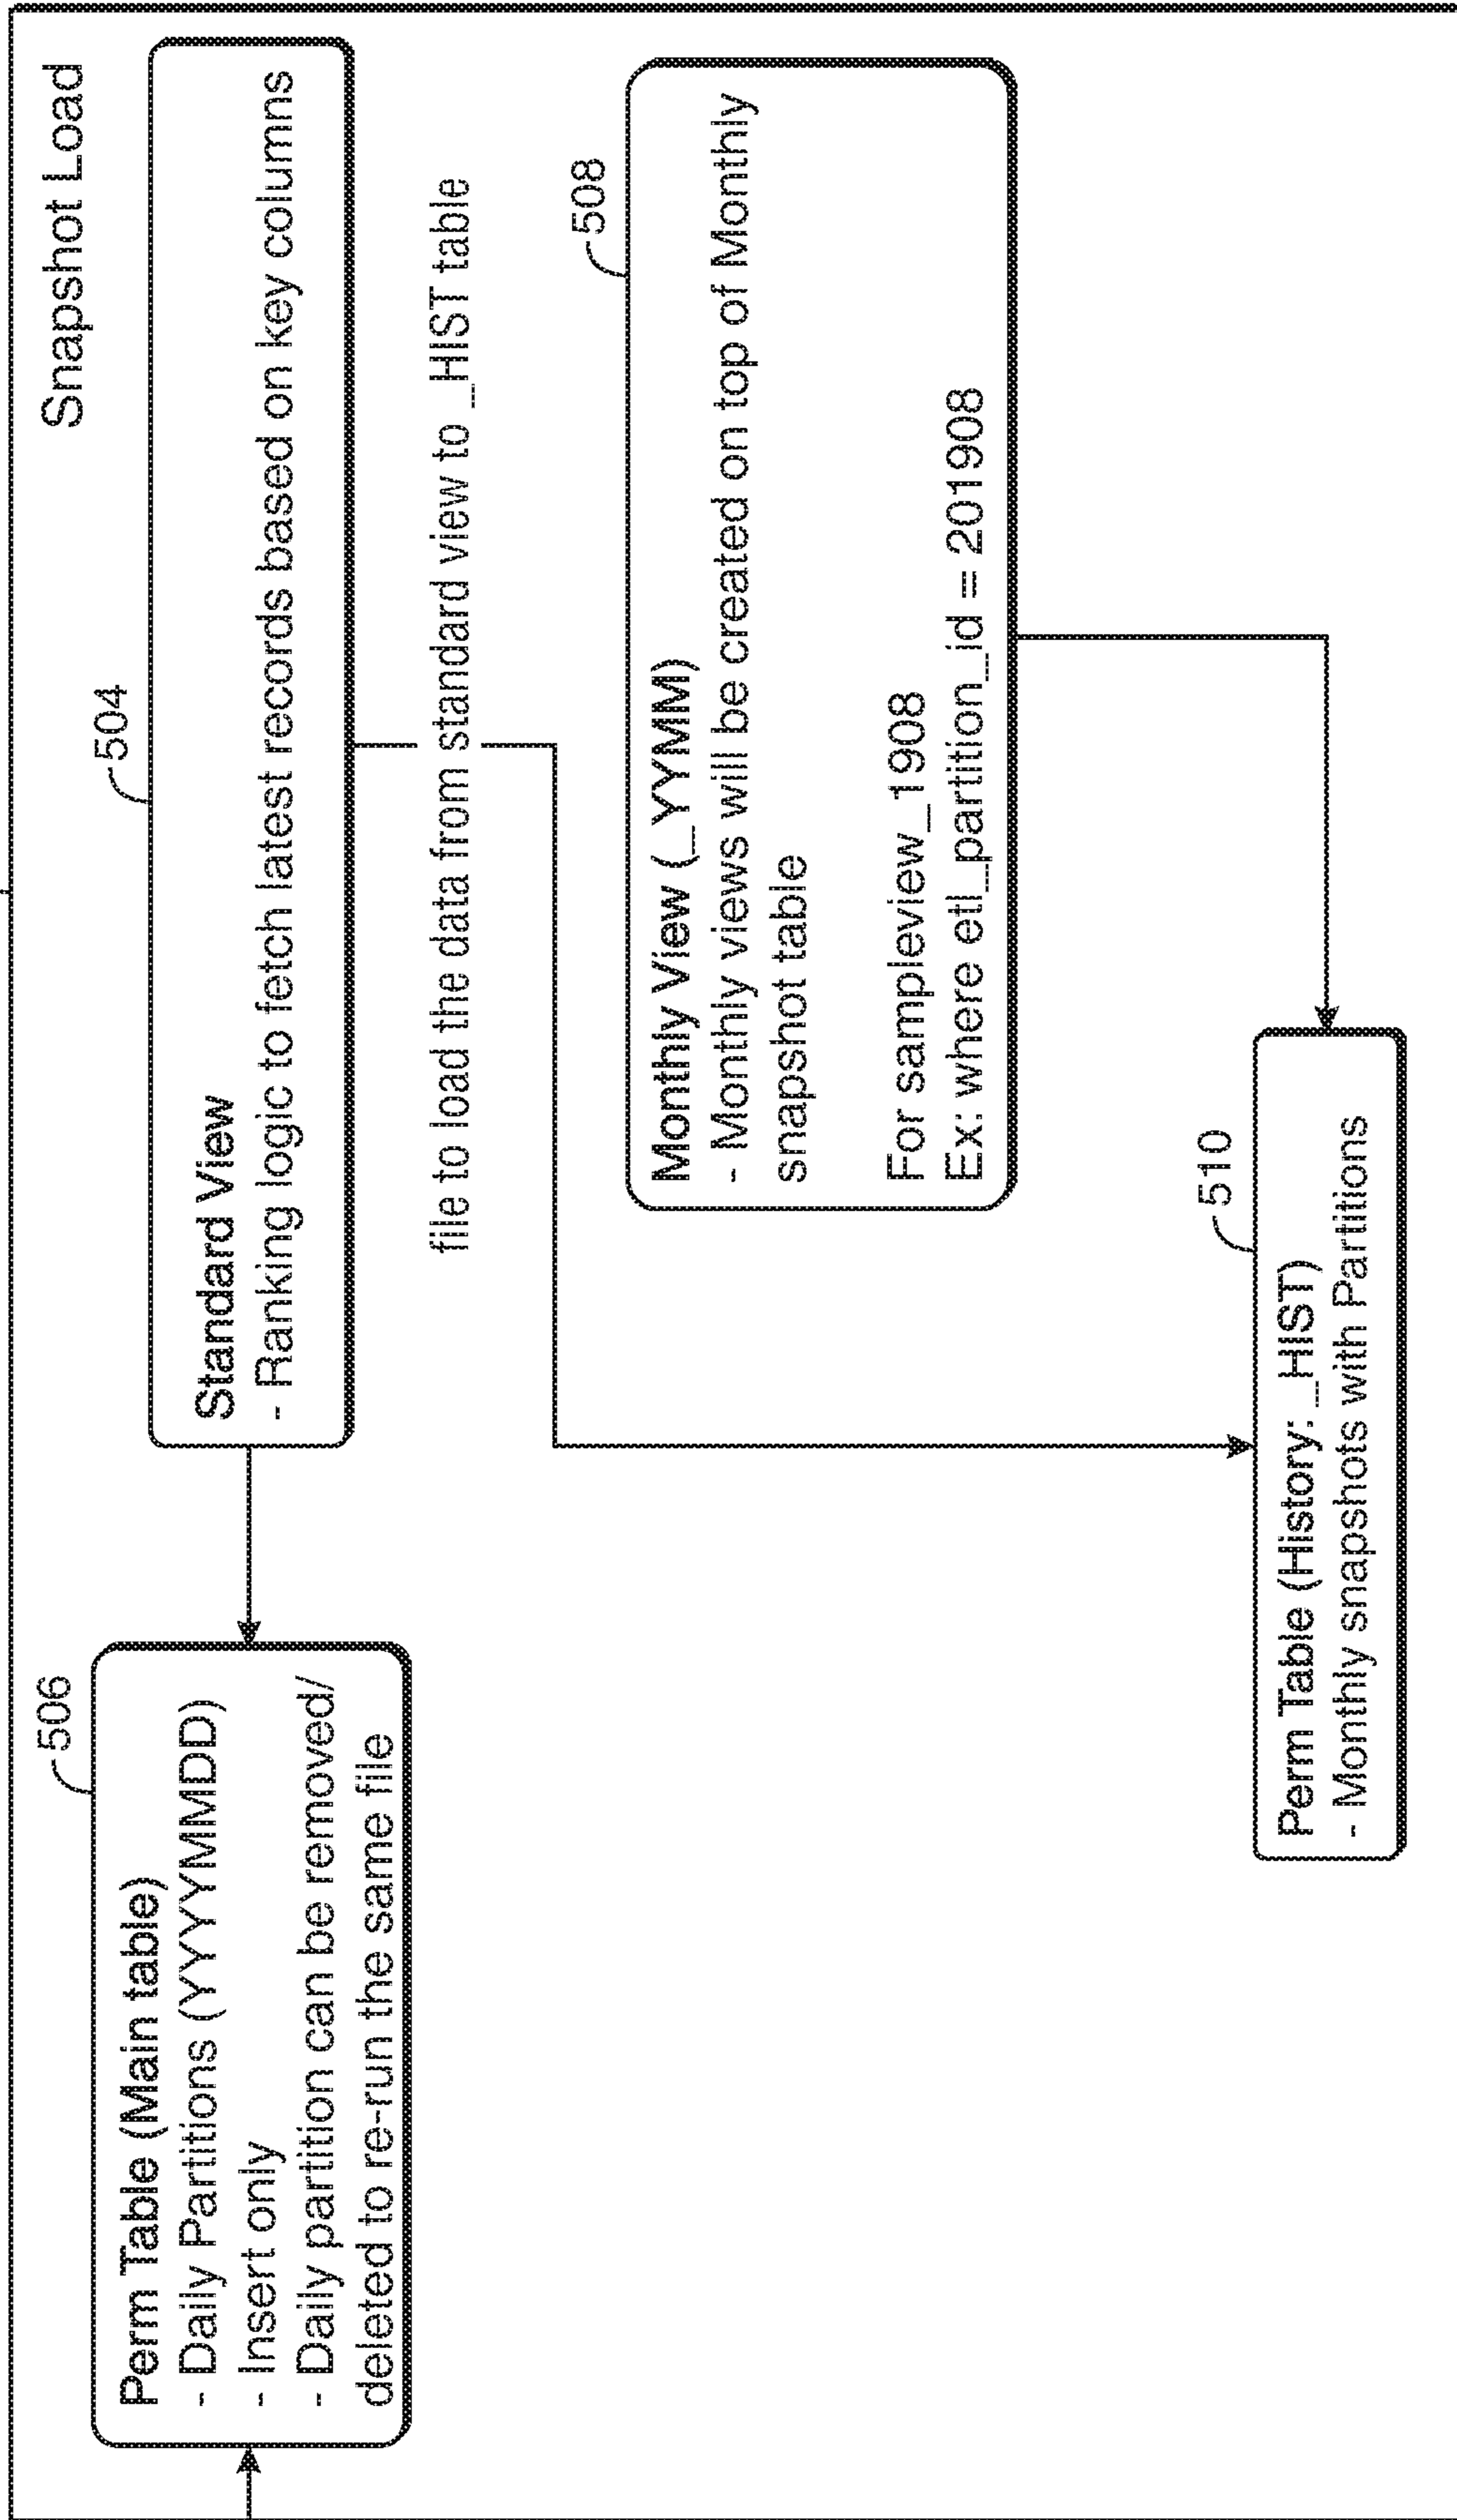 Snapshot Load
506
Perm Table (Main table)
- Daily Partitions (YYYYMMDD)
- Insert only
- Daily partition can be removed/
deleted to re-run the same file
504
Standard View
- Ranking logic to fetch latest records based on key columns
file to load the data from standard view to _HIST table
508
Monthly View (_YYMM)
- Monthly views will be created on top of Monthly
snapshot table
For sampleview_1908
Ex: where etl_partition_id = 201908
510
Perm Table (History: _HIST)
- Monthly snapshots with Partitions